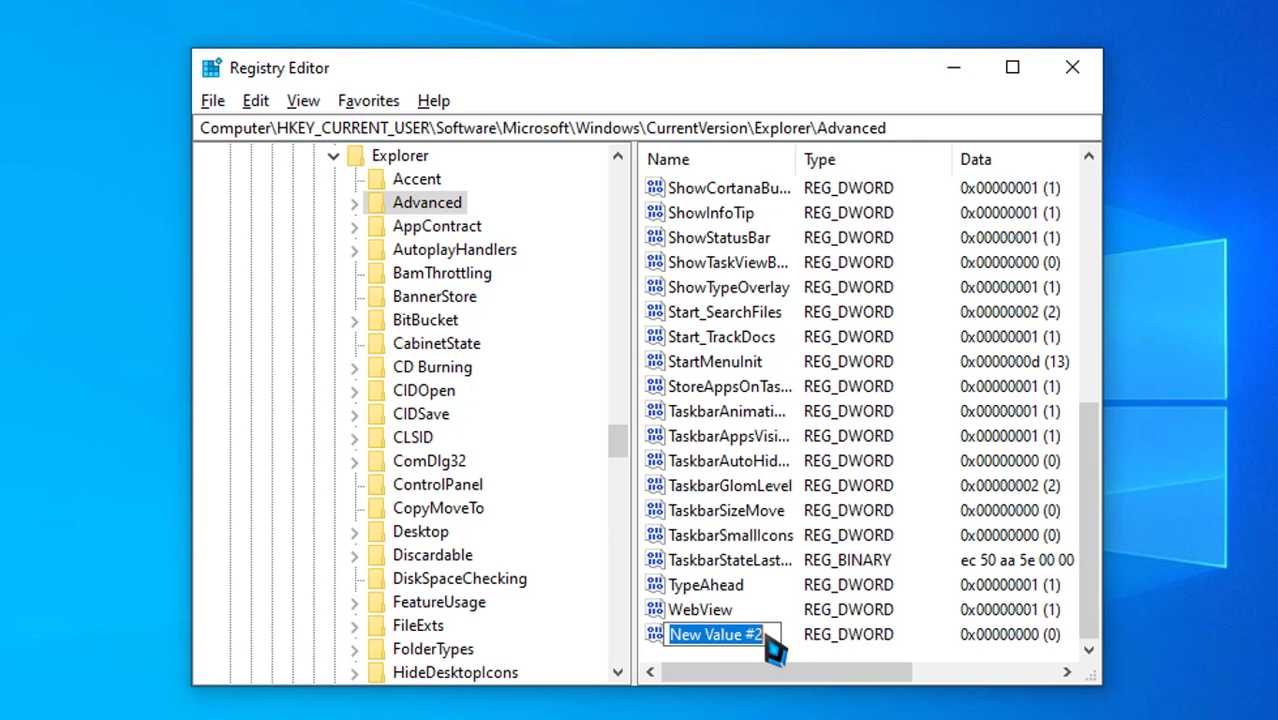 Registry Editor
File Edit View Favorites Help
Computer\HKEY_CURRENT_USER\Software\Microsoft\Windows\CurrentVersion\Explorer\Advanced
Explorer
Accent
Advanced
AppContract
AutoplayHandlers
BamThrottling
BannerStore
BitBucket
CabinetState
CD Burning
CIDOpen
CIDSave
CLSID
ComDlg32
ControlPanel
CopyMoveTo
Desktop
Discardable
DiskSpaceChecking
FeatureUsage
FileExts
FolderTypes
HideDesktopIcons
Name Type Data
ShowCortanaBu... REG_DWORD 0x00000001 (1)
ShowInfoTip REG_DWORD 0x00000001 (1)
ShowStatusBar REG_DWORD 0x00000001 (1)
ShowTaskViewB... REG_DWORD 0x00000000 (0)
ShowTypeOverlay REG_DWORD 0x00000001 (1)
Start_SearchFiles REG_DWORD 0x00000002 (2)
Start_TrackDocs REG_DWORD 0x00000001 (1)
StartMenuInit REG_DWORD 0x0000000d (13)
StoreAppsOnTas... REG_DWORD 0x00000001 (1)
TaskbarAnimati... REG_DWORD 0x00000001 (1)
TaskbarAppsVisi... REG_DWORD 0x00000001 (1)
TaskbarAutoHid... REG_DWORD 0x00000000 (0)
TaskbarGlomLevel REG_DWORD 0x00000002 (2)
TaskbarSizeMove REG_DWORD 0x00000000 (0)
TaskbarSmallIcons REG_DWORD 0x00000000 (0)
TaskbarStateLast... REG_BINARY ec 50 aa 5e 00 00
TypeAhead REG_DWORD 0x00000001 (1)
WebView REG_DWORD 0x00000001 (1)
New Value #2 REG_DWORD 0x00000000 (0)